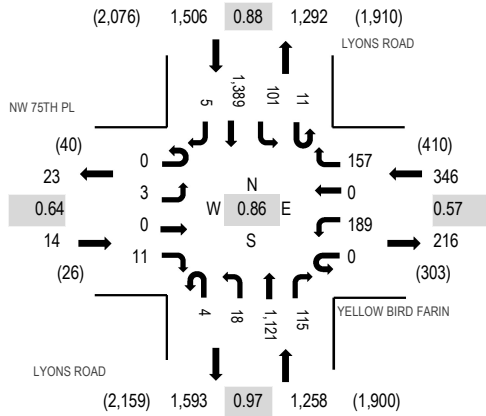 (2,076) 1,506 0.88 1,292 (1,910)
LYONS ROAD
NW 75TH PL
5 1,389 101 11
(40)
0
157
(410)
23
3
N
0
346
0.64
0
W 0.86 E
189
0.57
14
11
S
0
216
(26)
(303)
4 18 1,121 115
YELLOW BIRD FARIN
LYONS ROAD
(2,159) 1,593 0.97 1,258 (1,900)